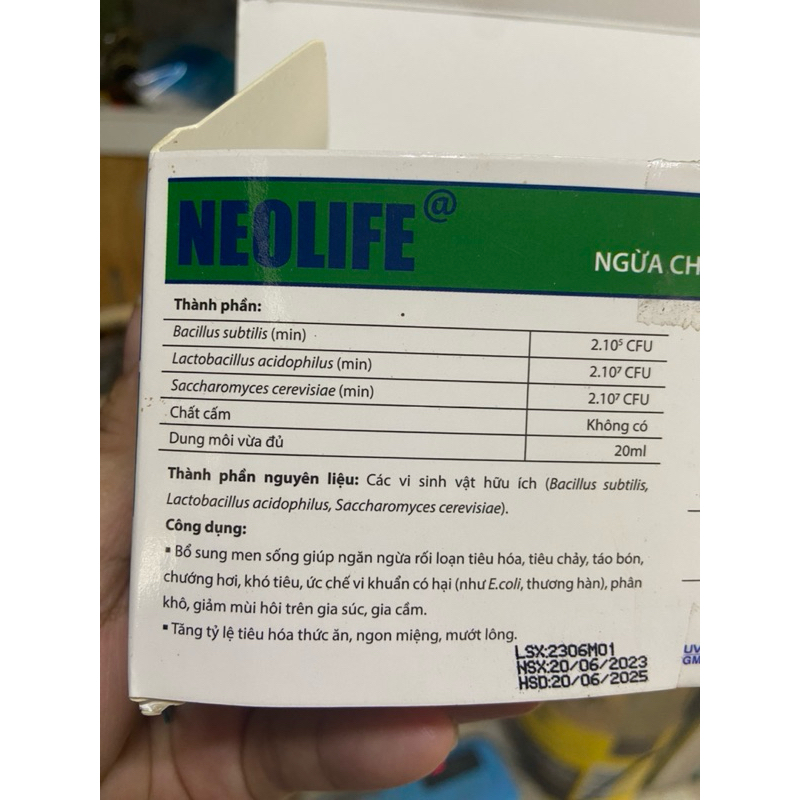 NEOLIFE@
NGỪA CH
Thành phần:
Bacillus subtilis (min) 2.10⁵ CFU
Lactobacillus acidophilus (min) 2.10⁷ CFU
Saccharomyces cerevisiae (min) 2.10⁷ CFU
Chất cấm Không có
Dung môi vừa đủ 20ml
Thành phần nguyên liệu: Các vi sinh vật hữu ích (Bacillus subtilis,
Lactobacillus acidophilus, Saccharomyces cerevisiae).
Công dụng:
▪ Bổ sung men sống giúp ngăn ngừa rối loạn tiêu hóa, tiêu chảy, táo bón,
chướng hơi, khó tiêu, ức chế vi khuẩn có hại (như E.coli, thương hàn), phân
khô, giảm mùi hôi trên gia súc, gia cầm.
▪ Tăng tỷ lệ tiêu hóa thức ăn, ngon miệng, mướt lông.
LSX:2306M01
NSX:20/06/2023
HSD:20/06/2025
UV
GM